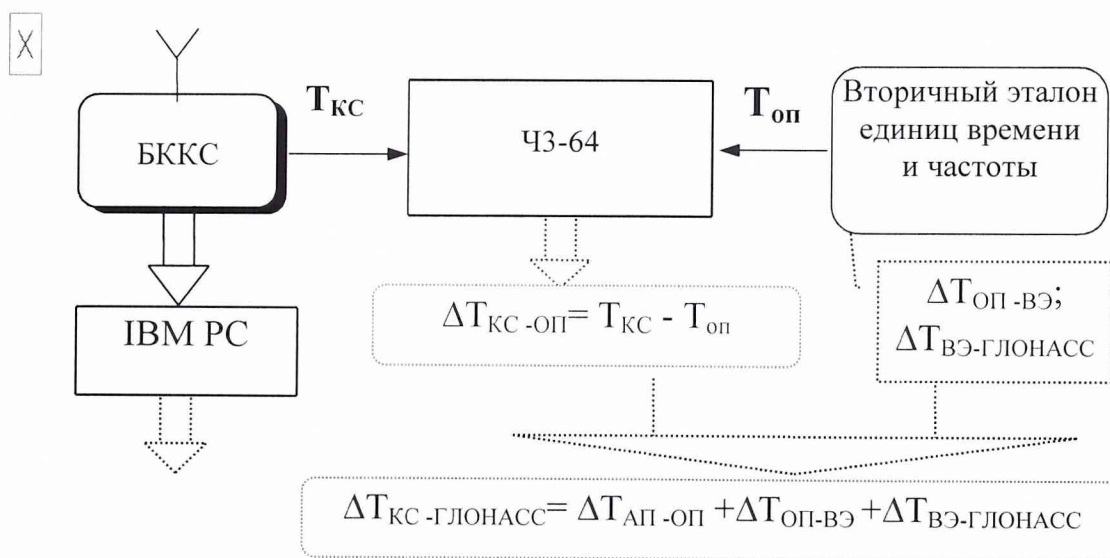 Т_КС
Т_оп
БККС
Ч3-64
Вторичный эталон
единиц времени
и частоты
IBM PC
ΔТ_КС -ОП= Т_КС - Т_оп
ΔТ_ОП -ВЭ;
ΔТ_ВЭ-ГЛОНАСС
ΔТ_КС -ГЛОНАСС= ΔТ_АП -ОП +ΔТ_ОП-ВЭ +ΔТ_ВЭ-ГЛОНАСС